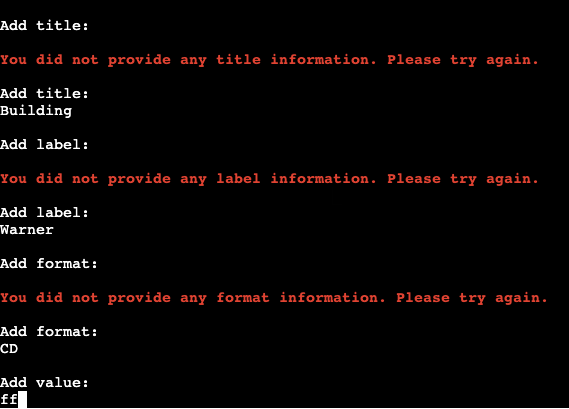 Add title:
You did not provide any title information. Please try again.
Add title:
Building
Add label:
You did not provide any label information. Please try again.
Add label:
Warner
Add format:
You did not provide any format information. Please try again.
Add format:
CD
Add value:
ff